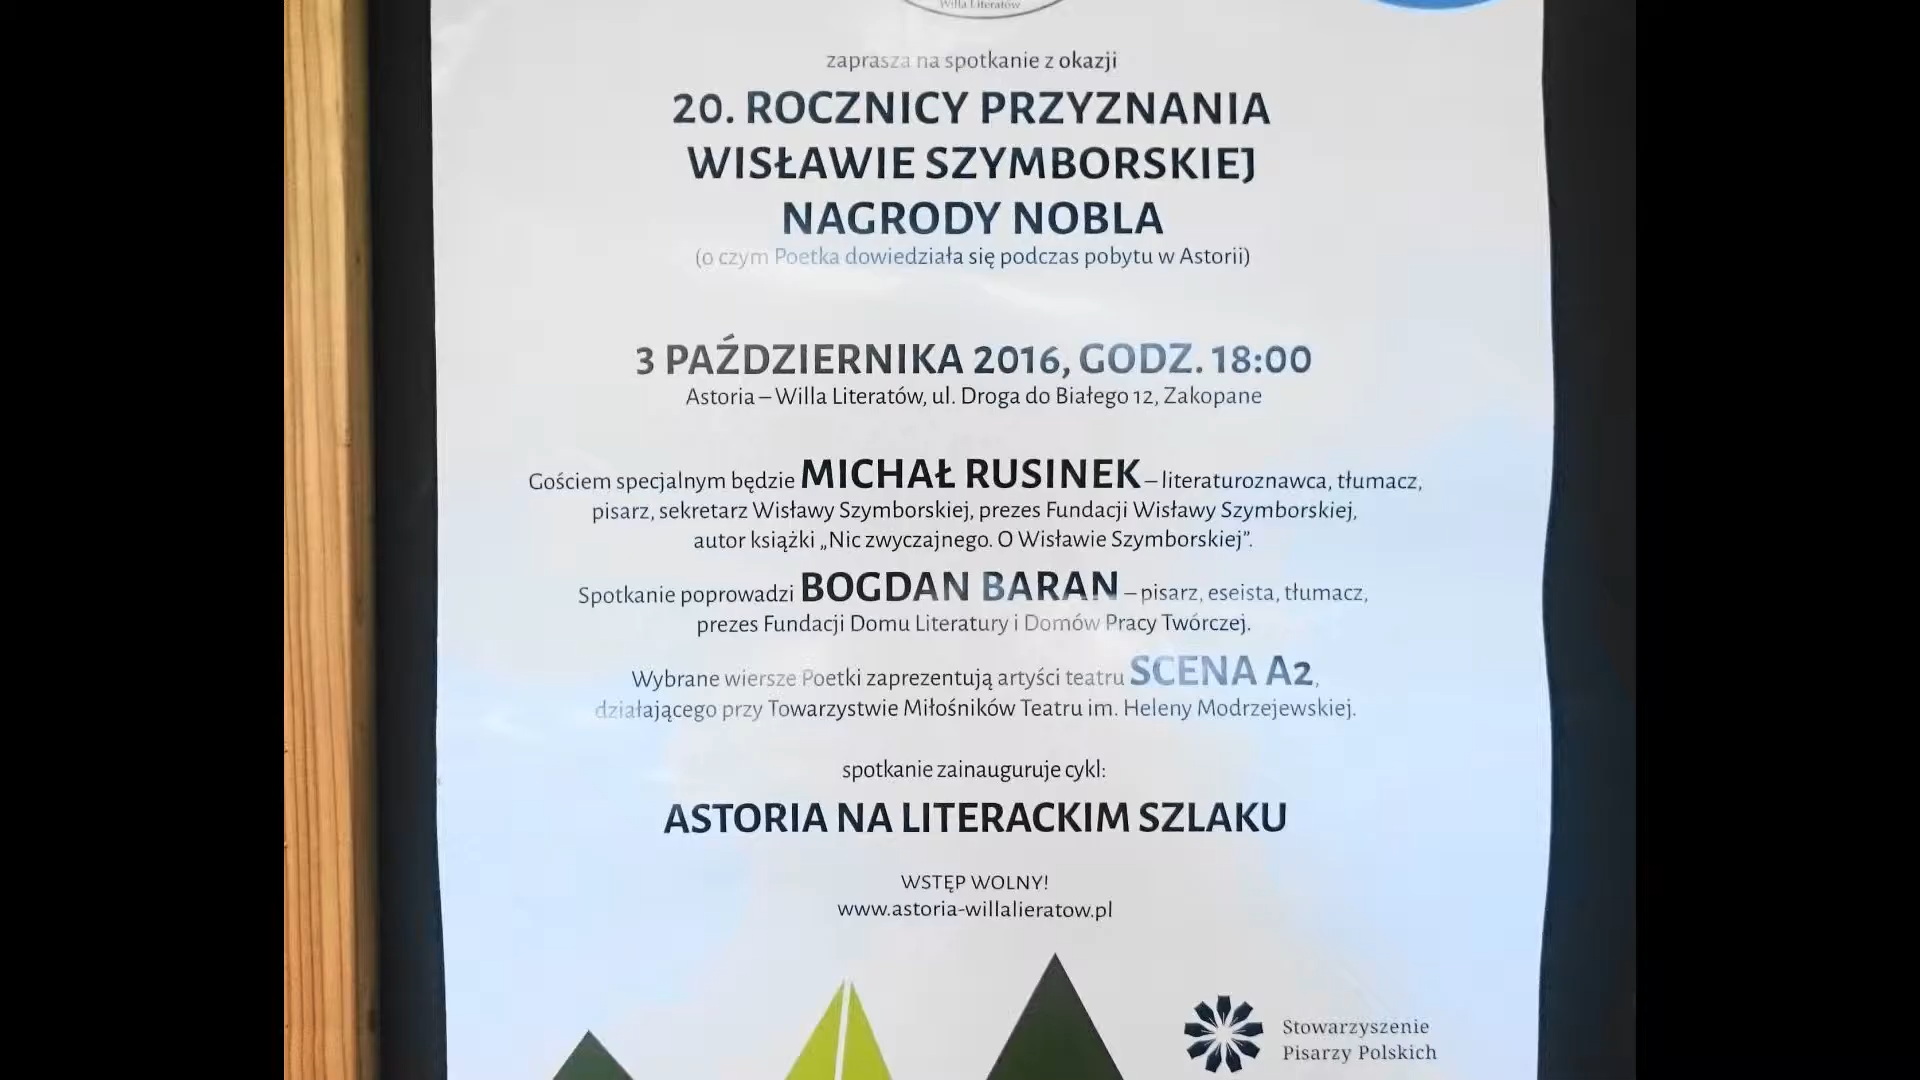 Willa Literatów
zaprasza na spotkanie z okazji
20. ROCZNICY PRZYZNANIA
WISŁAWIE SZYMBORSKIEJ
NAGRODY NOBLA
(o czym Poetka dowiedziała się podczas pobytu w Astorii)
3 PAŹDZIERNIKA 2016, GODZ. 18:00
Astoria – Willa Literatów, ul. Droga do Białego 12, Zakopane
Gościem specjalnym będzie MICHAŁ RUSINEK – literaturoznawca, tłumacz,
pisarz, sekretarz Wisławy Szymborskiej, prezes Fundacji Wisławy Szymborskiej,
autor książki „Nic zwyczajnego. O Wisławie Szymborskiej”.
Spotkanie poprowadzi BOGDAN BARAN – pisarz, eseista, tłumacz,
prezes Fundacji Domu Literatury i Domów Pracy Twórczej.
Wybrane wiersze Poetki zaprezentują artyści teatru SCENA A2,
działającego przy Towarzystwie Miłośników Teatru im. Heleny Modrzejewskiej.
spotkanie zainauguruje cykl:
ASTORIA NA LITERACKIM SZLAKU
WSTĘP WOLNY!
www.astoria-willalieratow.pl
Stowarzyszenie
Pisarzy Polskich